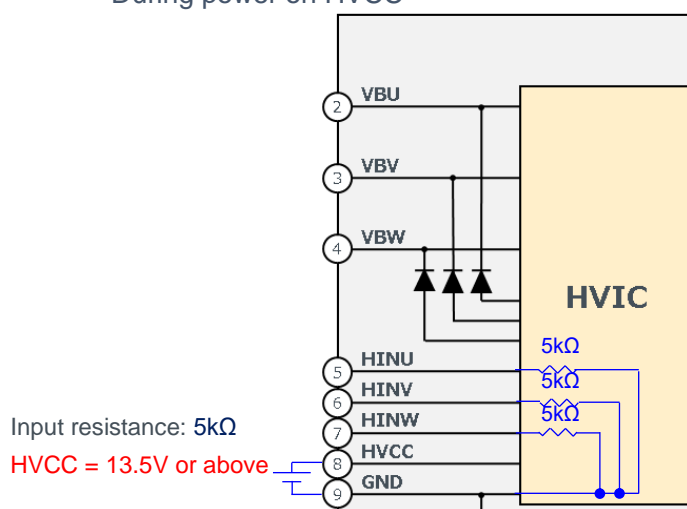 During power on HVCC
2 VBU
3 VBV
4 VBW
HVIC
5kΩ
5 HINU
5kΩ
6 HINV
5kΩ
7 HINW
Input resistance: 5kΩ
8 HVCC
HVCC = 13.5V or above
9 GND